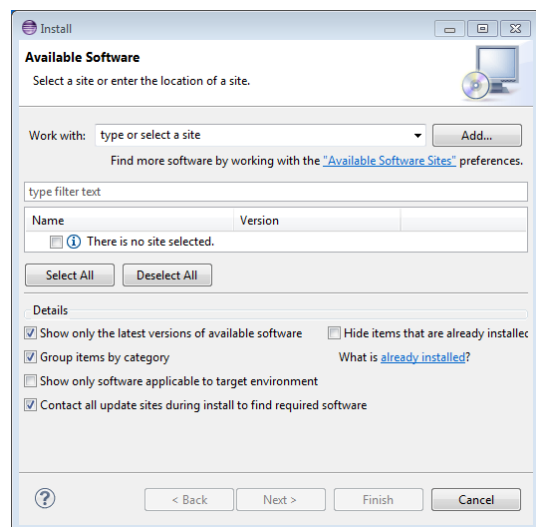 Install
Available Software
Select a site or enter the location of a site.
Work with: type or select a site Add...
Find more software by working with the "Available Software Sites" preferences.
type filter text
Name Version
There is no site selected.
Select All Deselect All
Details
Show only the latest versions of available software Hide items that are already installec
Group items by category What is already installed?
Show only software applicable to target environment
Contact all update sites during install to find required software
? < Back Next > Finish Cancel